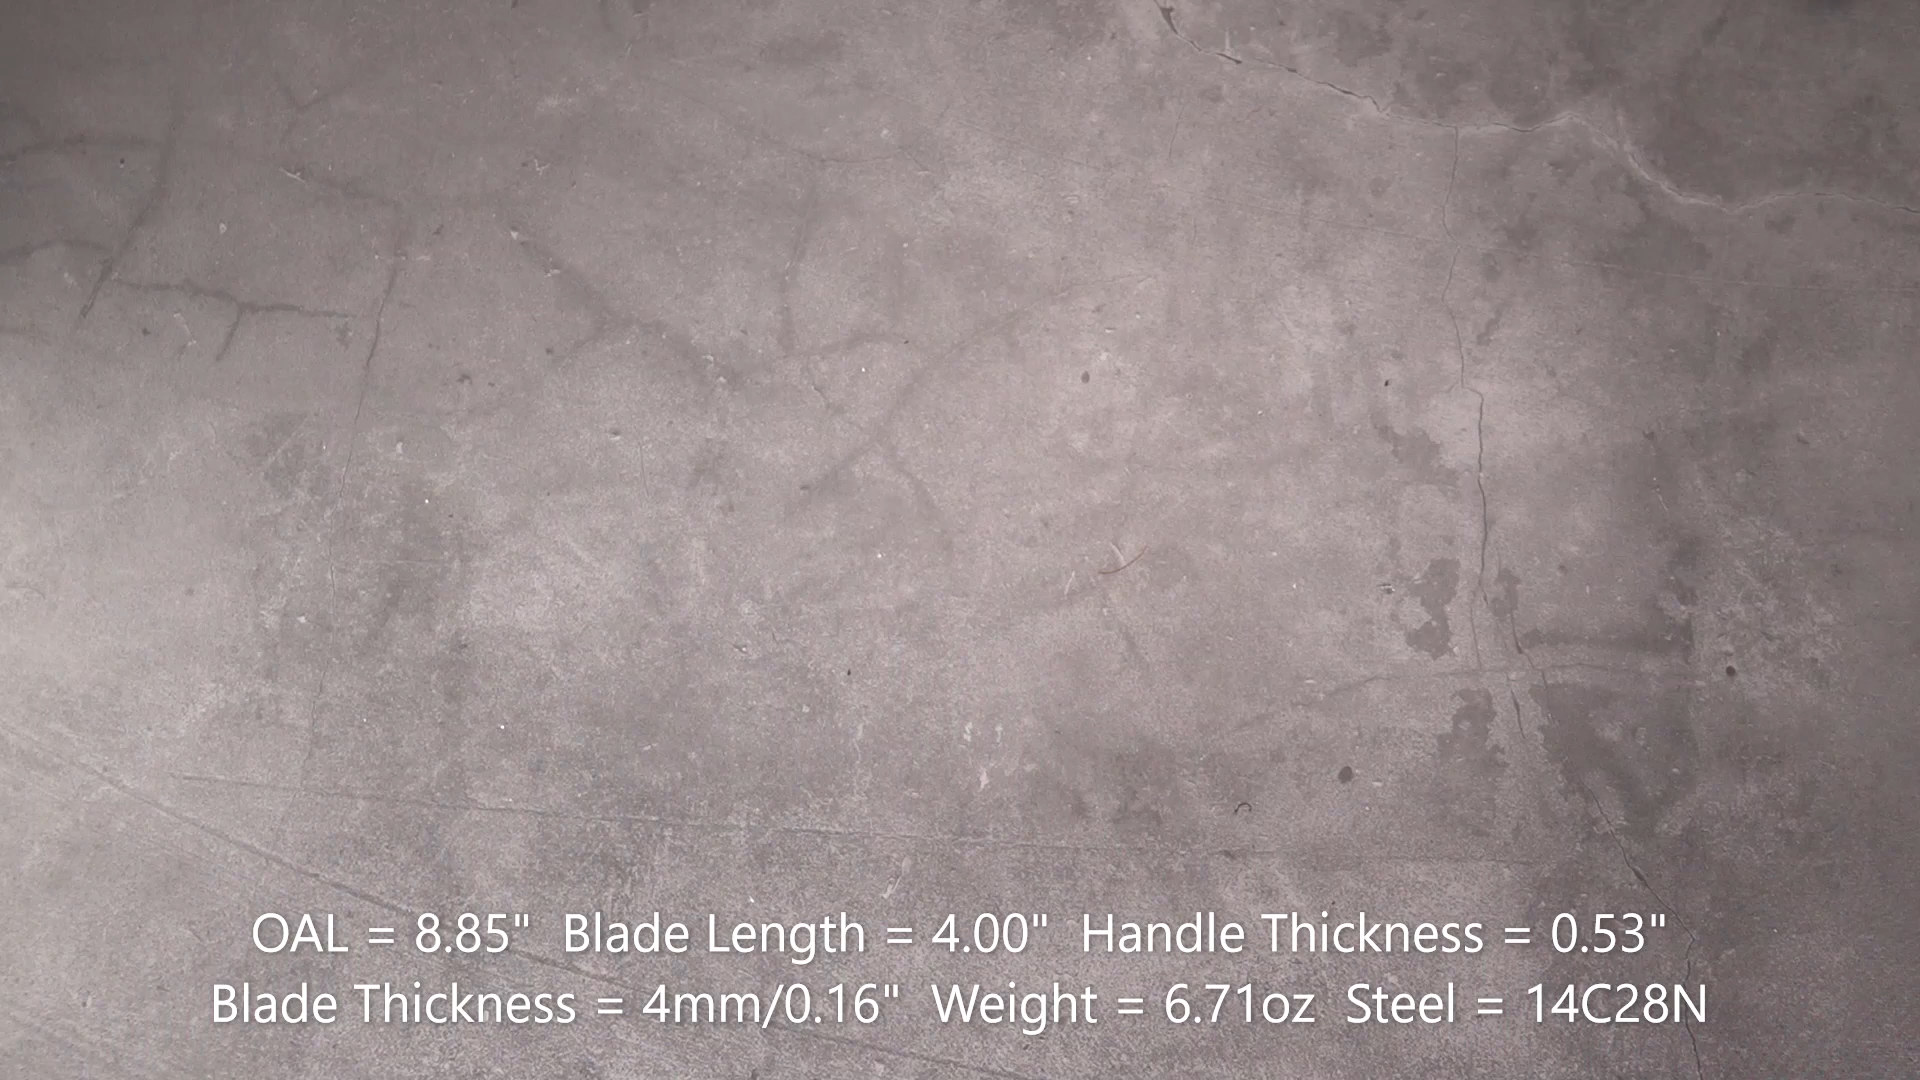 OAL = 8.85" Blade Length = 4.00" Handle Thickness = 0.53"
Blade Thickness = 4mm/0.16" Weight = 6.71oz Steel = 14C28N